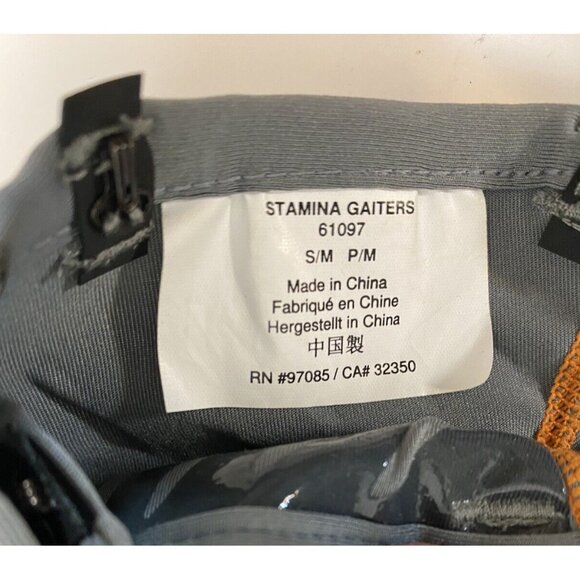 STAMINA GAITERS
61097
S/M P/M
Made in China
Fabriqué en Chine
Hergestellt in China
中国製
RN #97085 / CA# 32350